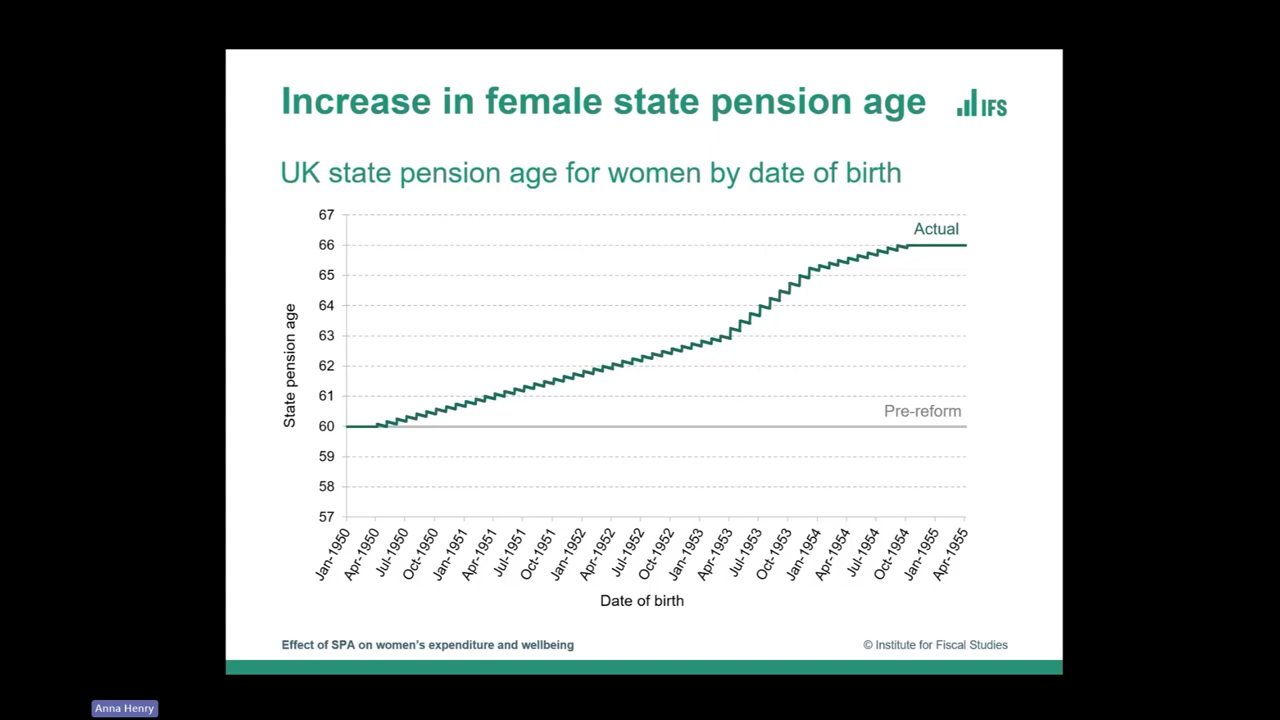 Increase in female state pension age
IFS
UK state pension age for women by date of birth
67
66
65
64
63
62
61
60
59
58
57
State pension age
Actual
Pre-reform
Jan-1950
Apr-1950
Jul-1950
Oct-1950
Jan-1951
Apr-1951
Jul-1951
Oct-1951
Jan-1952
Apr-1952
Jul-1952
Oct-1952
Jan-1953
Apr-1953
Jul-1953
Oct-1953
Jan-1954
Apr-1954
Jul-1954
Oct-1954
Jan-1955
Apr-1955
Date of birth
Effect of SPA on women’s expenditure and wellbeing
© Institute for Fiscal Studies
Anna Henry